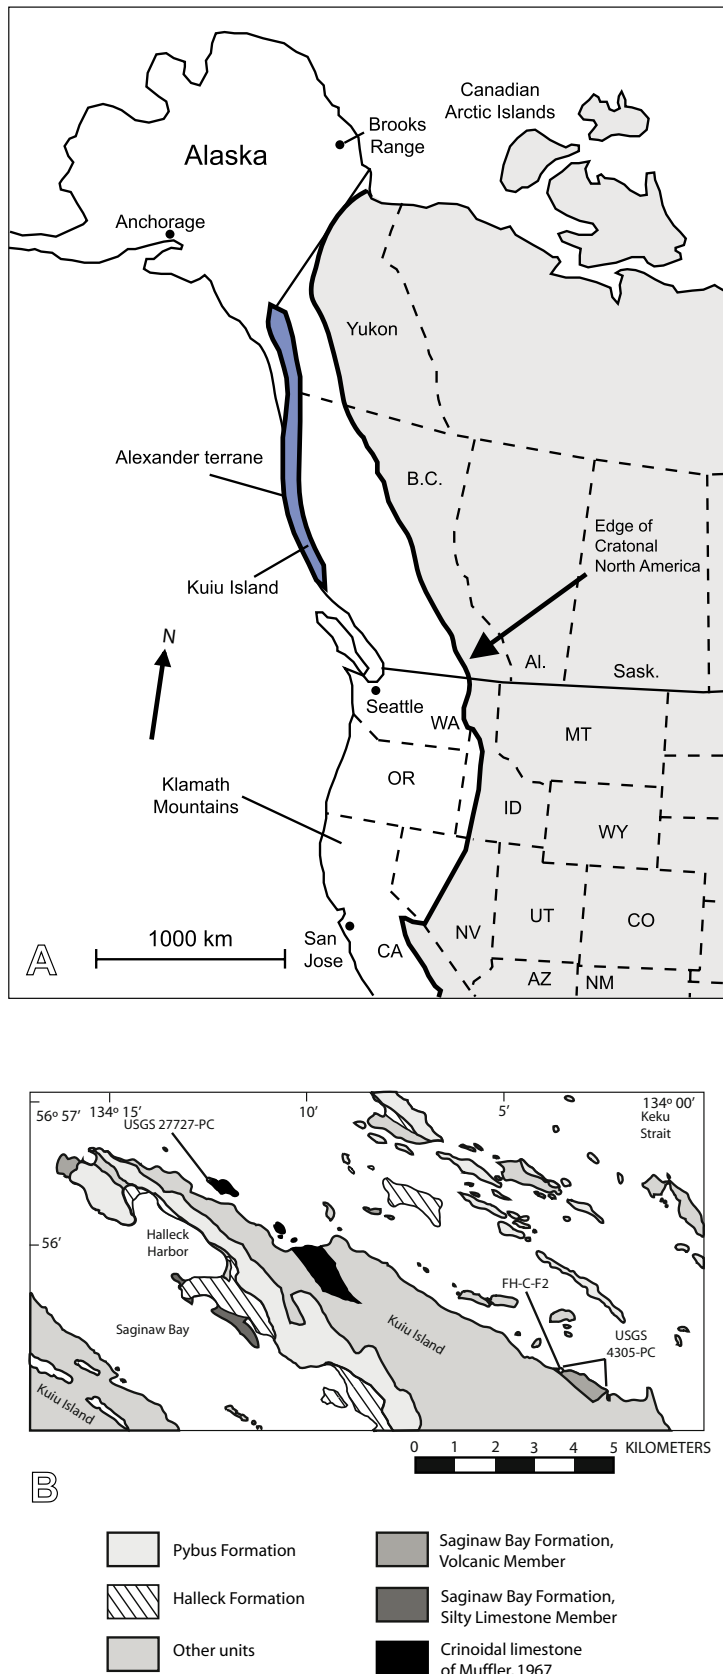 Canadian
Arctic Islands
Brooks
Range
Alaska
Anchorage
Yukon
Alexander terrane
B.C.
Edge of
Cratonal
North America
Kuiu Island
N
Al.
Sask.
Seattle
WA
MT
Klamath
Mountains
OR
ID
WY
San
Jose
1000 km
CA
NV
UT
CO
AZ
NM
A
56º 57’
134º 15’
10’
5’
134º 00’
USGS 27727-PC
Keku
Strait
56’
Halleck
Harbor
FH-C-F2
Saginaw Bay
Kuiu Island
USGS
4305-PC
Kuiu Island
0 1 2 3 4 5 KILOMETERS
B
Pybus Formation
Halleck Formation
Other units
Saginaw Bay Formation,
Volcanic Member
Saginaw Bay Formation,
Silty Limestone Member
Crinoidal limestone
of Muffler, 1967